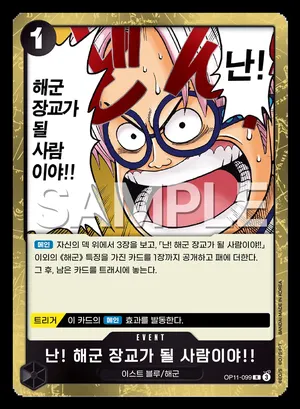 1
난!
해군
장교가
될
사람
이야!!
SAMPLE
메인 자신의 덱 위에서 3장을 보고, 「난! 해군 장교가 될 사람이야!!」
이외의 《해군》 특징을 가진 카드를 1장까지 공개하고 패에 더한다.
그 후, 남은 카드를 트래시에 놓는다.
트리거 이 카드의 메인 효과를 발동한다.
EVENT
난! 해군 장교가 될 사람이야!!
이스트 블루/해군
OP11-099 R 3